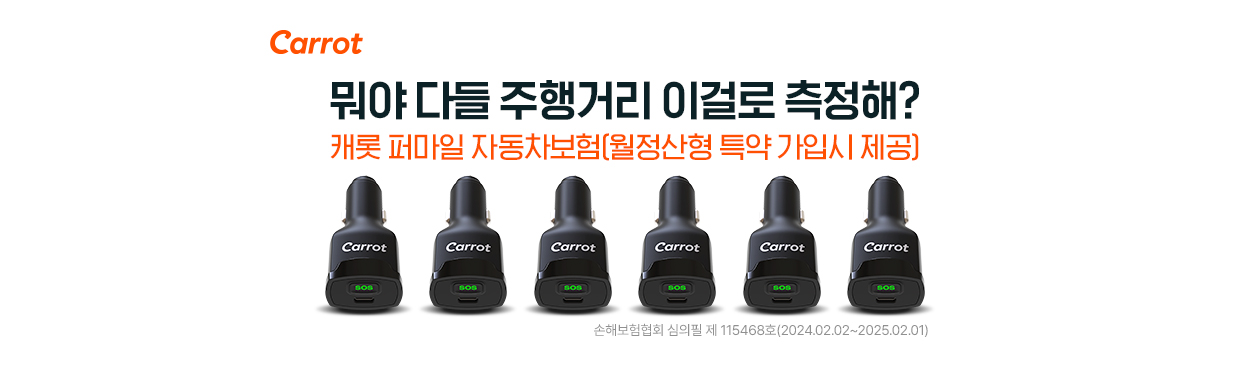 Carrot
뭐야 다들 주행거리 이걸로 측정해?
캐롯 퍼마일 자동차보험(월정산형 특약 가입시 제공)
Carrot Carrot Carrot Carrot Carrot Carrot
SOS SOS SOS SOS SOS SOS
손해보험협회 심의필 제 115468호(2024.02.02~2025.02.01)